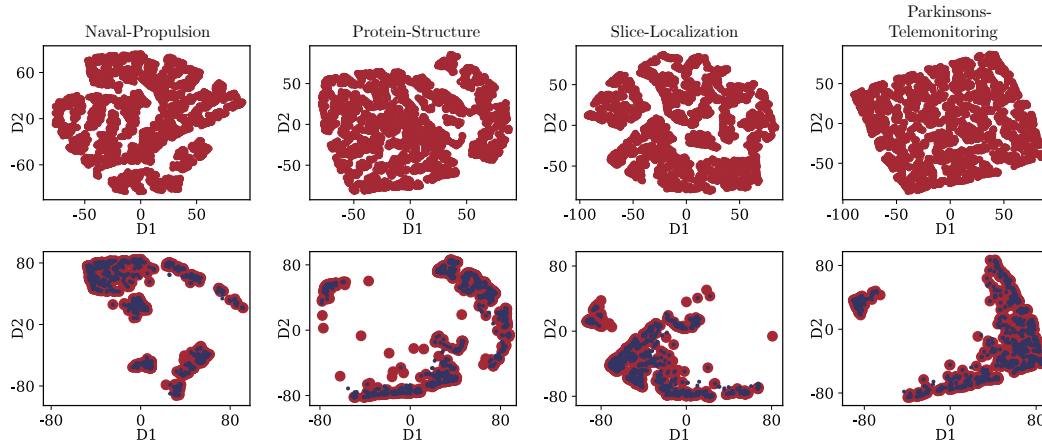 Naval-Propulsion
Protein-Structure
Slice-Localization
Parkinsons-
Telemonitoring
60
0
-60
D2
-50 0 50
D1
50
0
-50
D2
-50 0 50
D1
50
0
-50
D2
-100 -50 0 50
D1
50
0
-50
D2
-100 -50 0 50
D1
80
0
-80
D2
-80 0 80
D1
80
0
-80
D2
-80 0 80
D1
80
0
-80
D2
-80 0 80
D1
80
0
-80
D2
-80 0 80
D1